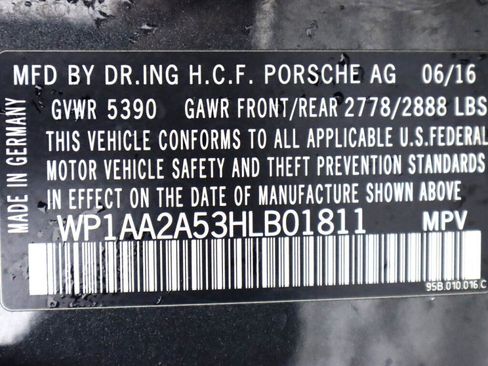 MFD BY DR.ING H.C.F. PORSCHE AG 06/16
GVWR 5390 GAWR FRONT/REAR 2778/2888 LBS
THIS VEHICLE CONFORMS TO ALL APPLICABLE U.S.FEDERAL
MOTOR VEHICLE SAFETY AND THEFT PREVENTION STANDARDS
IN EFFECT ON THE DATE OF MANUFACTURE SHOWN ABOVE
WP1AA2A53HLB01811 MPV
95B.010.016.C
MADE IN GERMANY